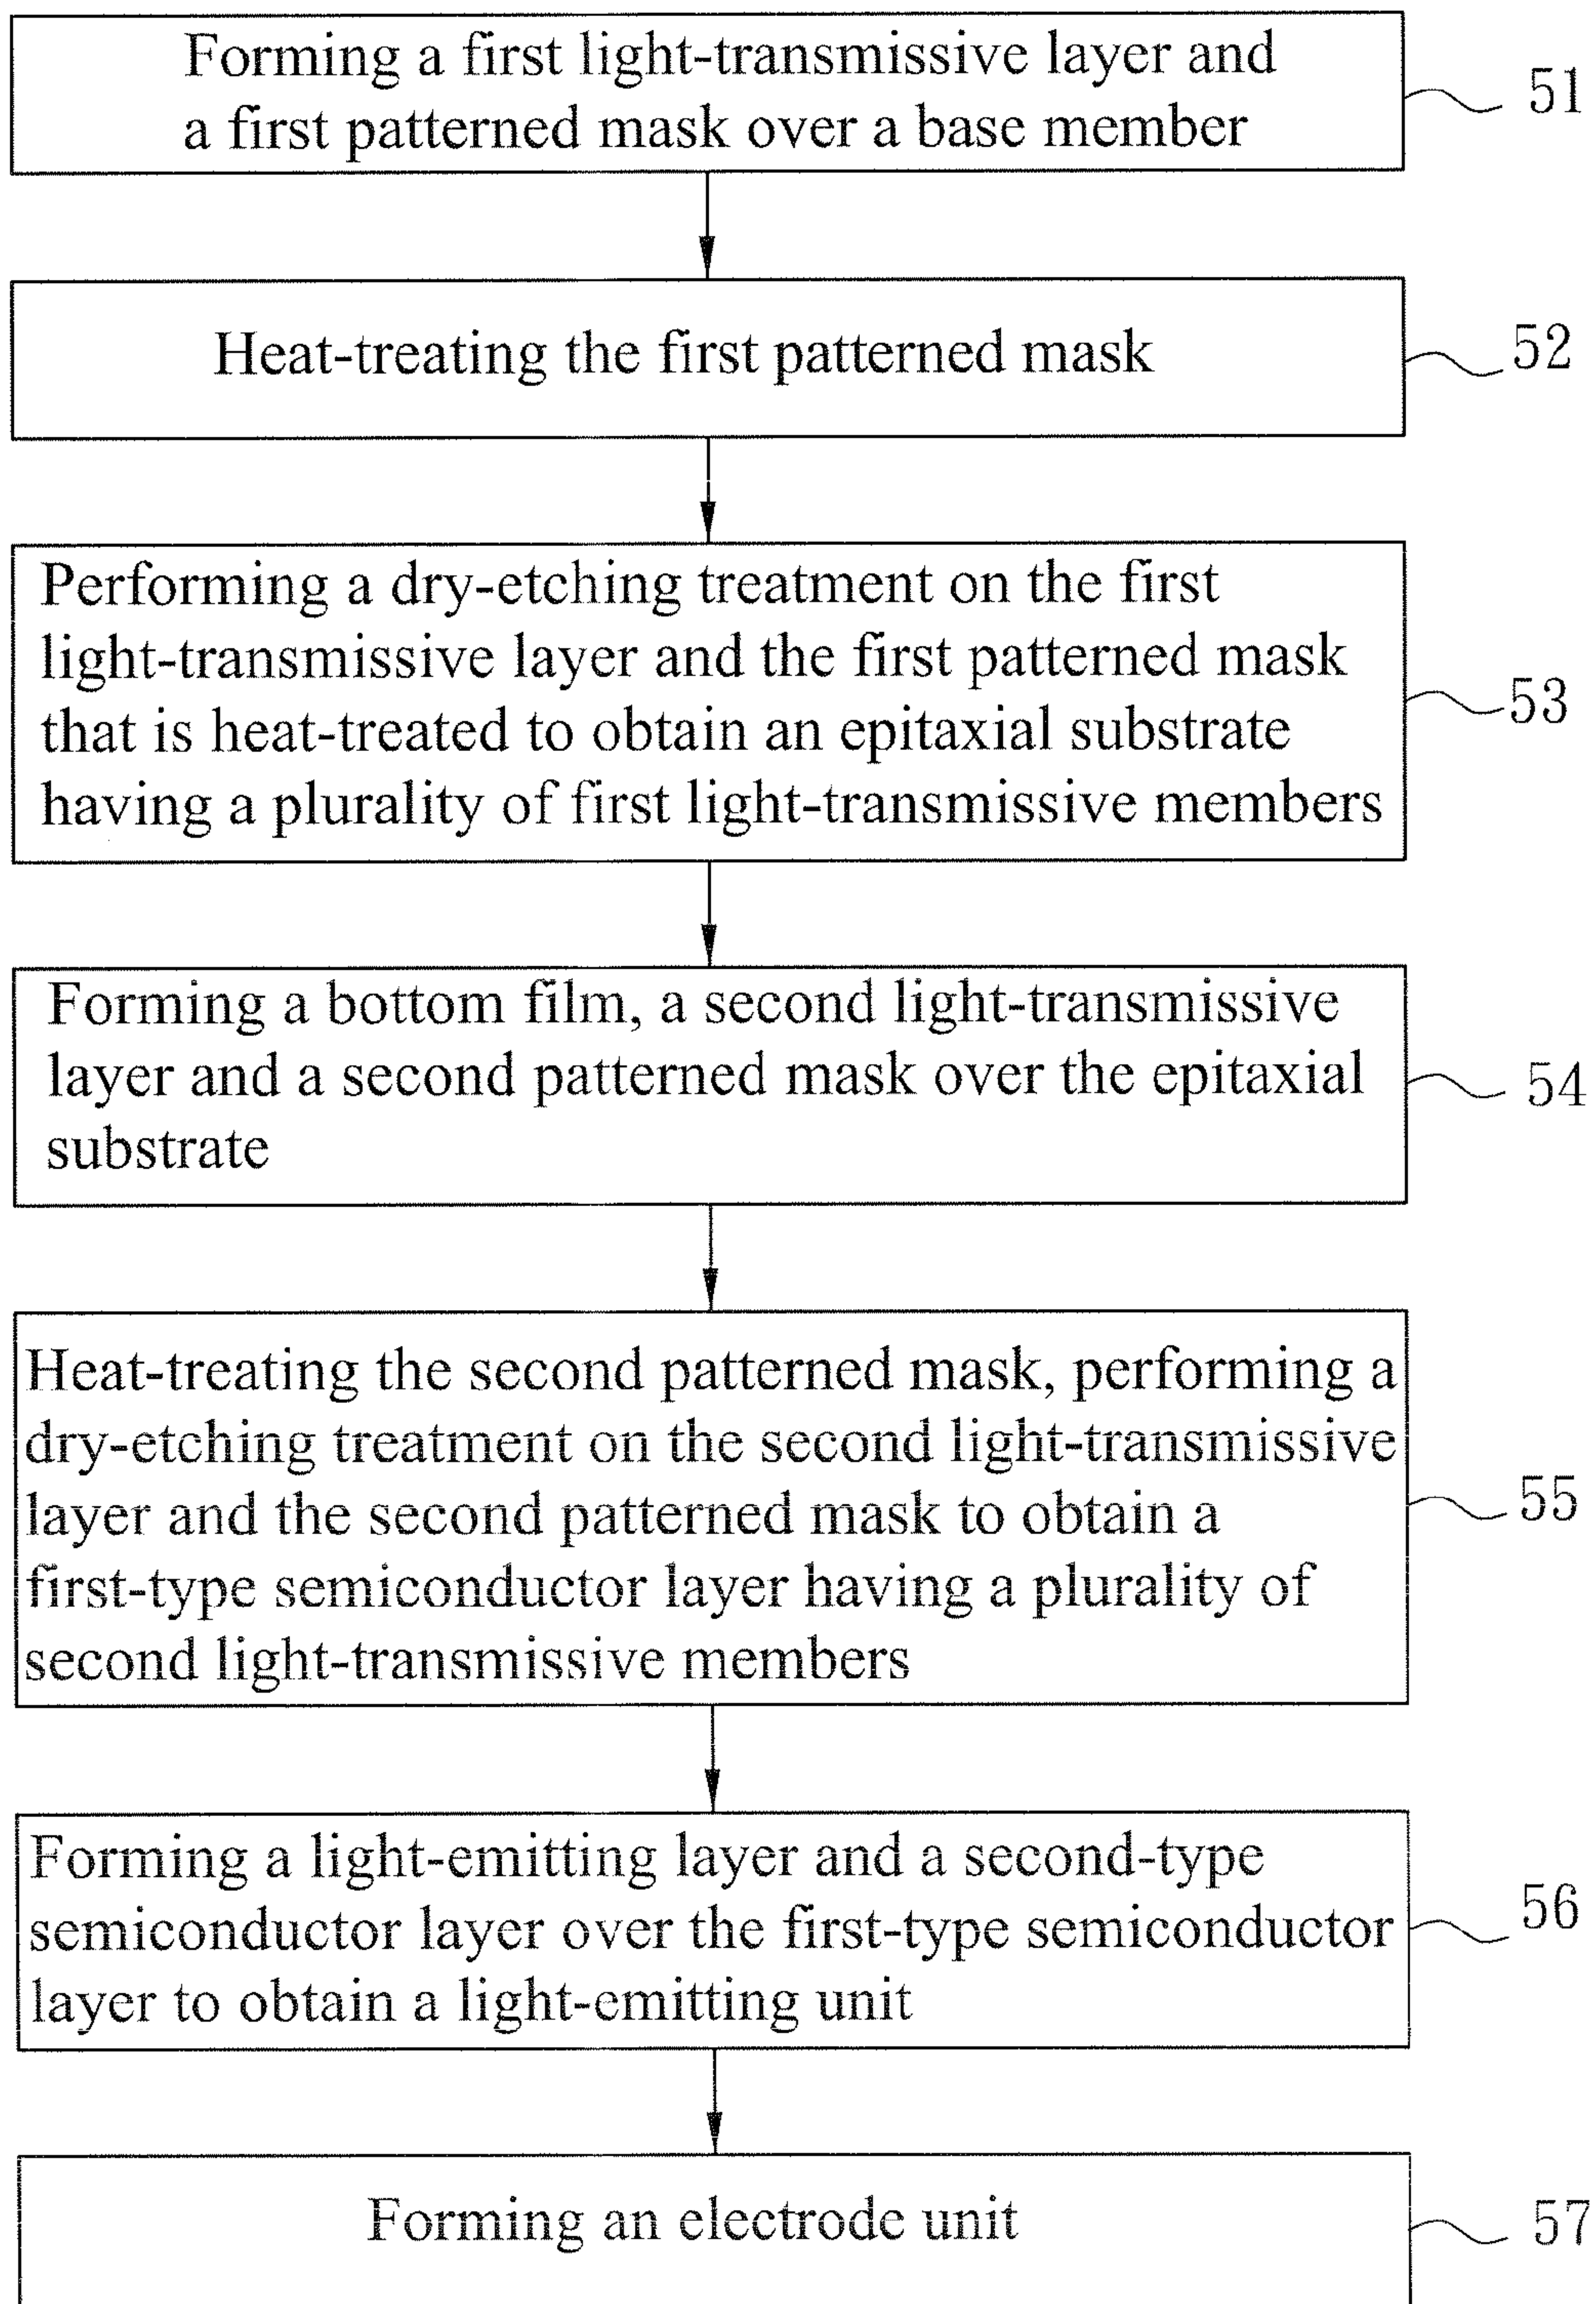 Forming a first light-transmissive layer and
a first patterned mask over a base member
51
Heat-treating the first patterned mask
52
Performing a dry-etching treatment on the first
light-transmissive layer and the first patterned mask
that is heat-treated to obtain an epitaxial substrate
having a plurality of first light-transmissive members
53
Forming a bottom film, a second light-transmissive
layer and a second patterned mask over the epitaxial
substrate
54
Heat-treating the second patterned mask, performing a
dry-etching treatment on the second light-transmissive
layer and the second patterned mask to obtain a
first-type semiconductor layer having a plurality of
second light-transmissive members
55
Forming a light-emitting layer and a second-type
semiconductor layer over the first-type semiconductor
layer to obtain a light-emitting unit
56
Forming an electrode unit
57